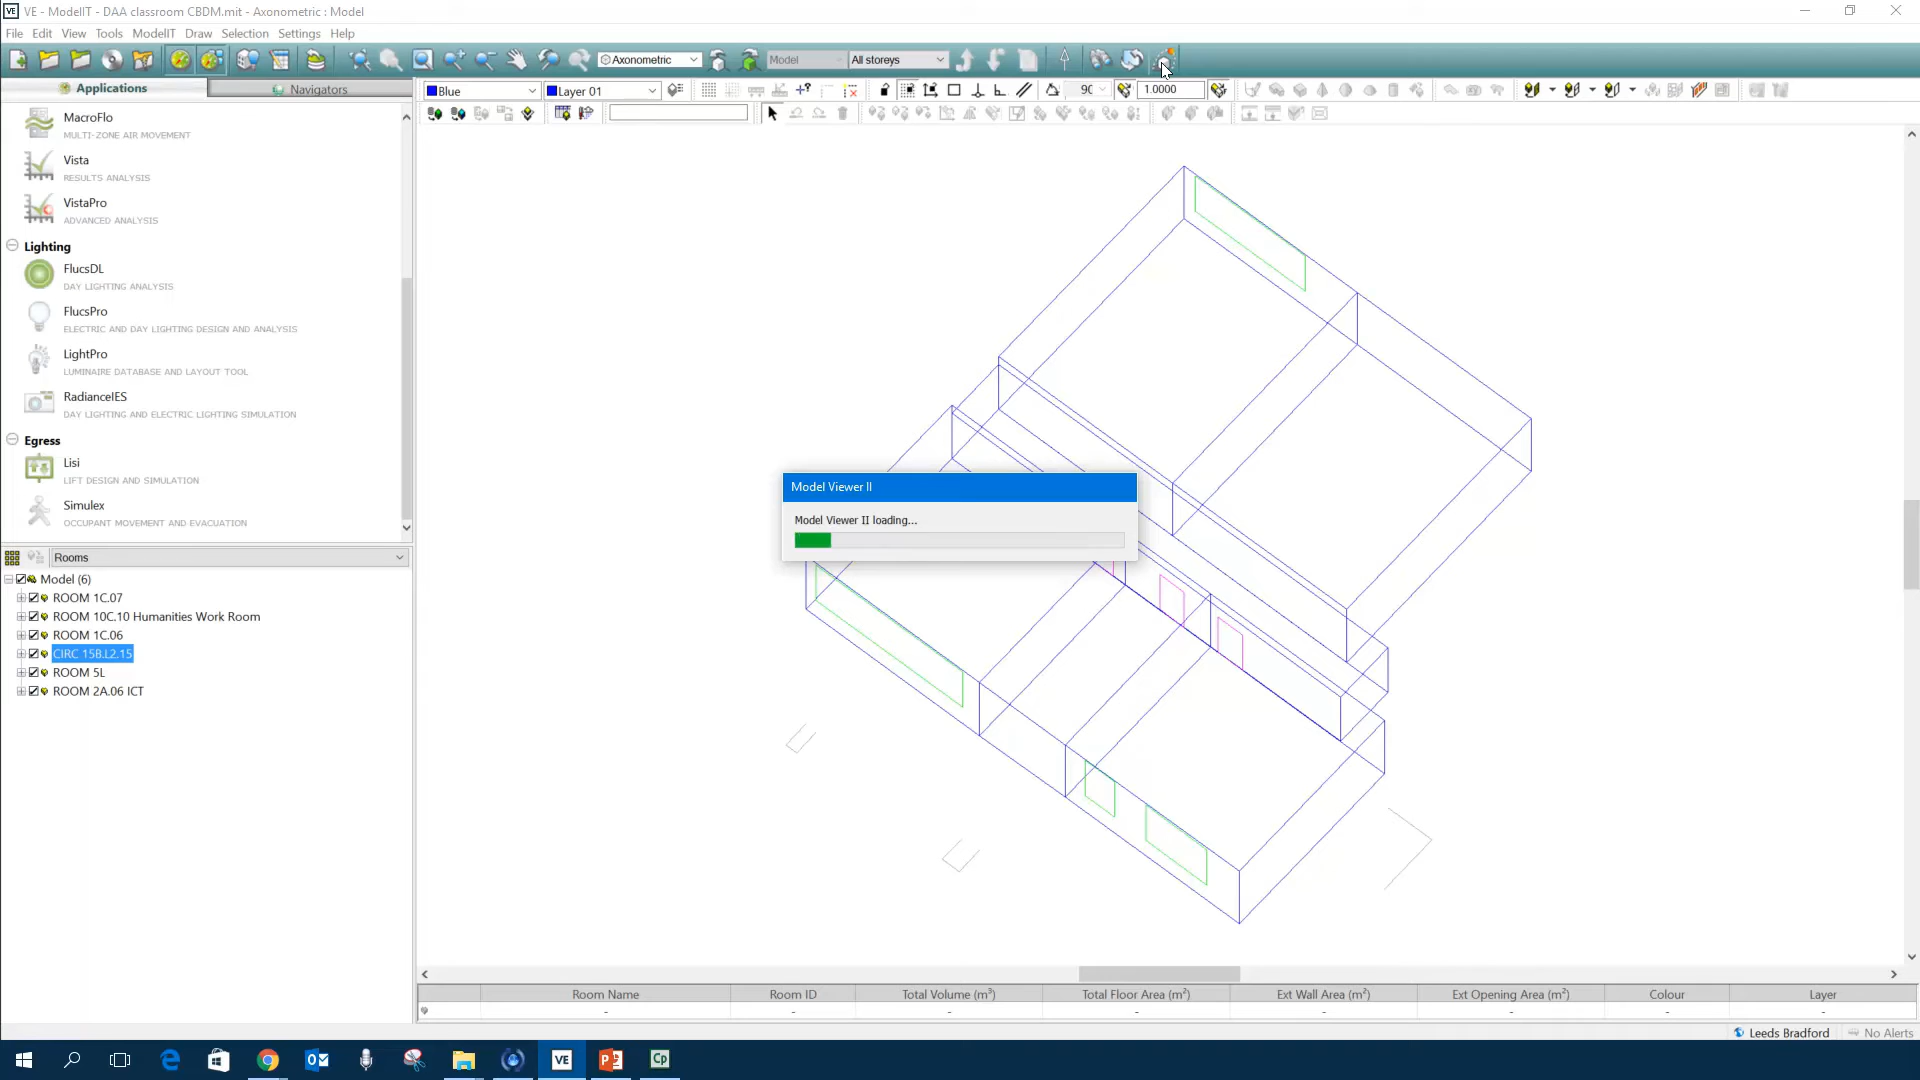 VE VE - ModelIT - DAA classroom CBDM.mit - Axonometric : Model
File Edit View Tools ModelIT Draw Selection Settings Help
Axonometric Model All storeys
Applications Navigators
Blue Layer 01 90 1.0000
MacroFlo
MULTI-ZONE AIR MOVEMENT
Vista
RESULTS ANALYSIS
VistaPro
ADVANCED ANALYSIS
Lighting
FlucsDL
DAY LIGHTING ANALYSIS
FlucsPro
ELECTRIC AND DAY LIGHTING DESIGN AND ANALYSIS
LightPro
LUMINAIRE DATABASE AND LAYOUT TOOL
RadianceIES
DAY LIGHTING AND ELECTRIC LIGHTING SIMULATION
Egress
Lisi
LIFT DESIGN AND SIMULATION
Simulex
OCCUPANT MOVEMENT AND EVACUATION
Rooms
Model (6)
ROOM 1C.07
ROOM 10C.10 Humanities Work Room
ROOM 1C.06
CIRC 15B.L2.15
ROOM 5L
ROOM 2A.06 ICT
Model Viewer II
Model Viewer II loading...
Room Name Room ID Total Volume (m³) Total Floor Area (m²) Ext Wall Area (m²) Ext Opening Area (m²) Colour Layer
- - - - - - - -
Leeds Bradford No Alerts
VE Cp